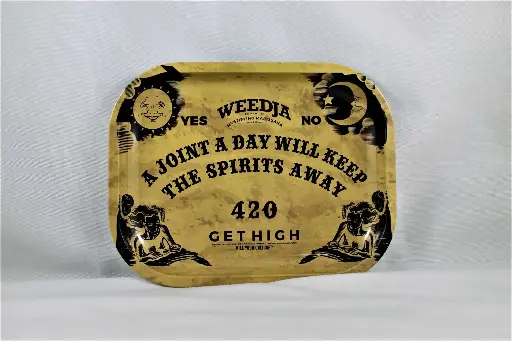 WEEDJA
YES
NO
A JOINT A DAY WILL KEEP
THE SPIRITS AWAY
420
GET HIGH